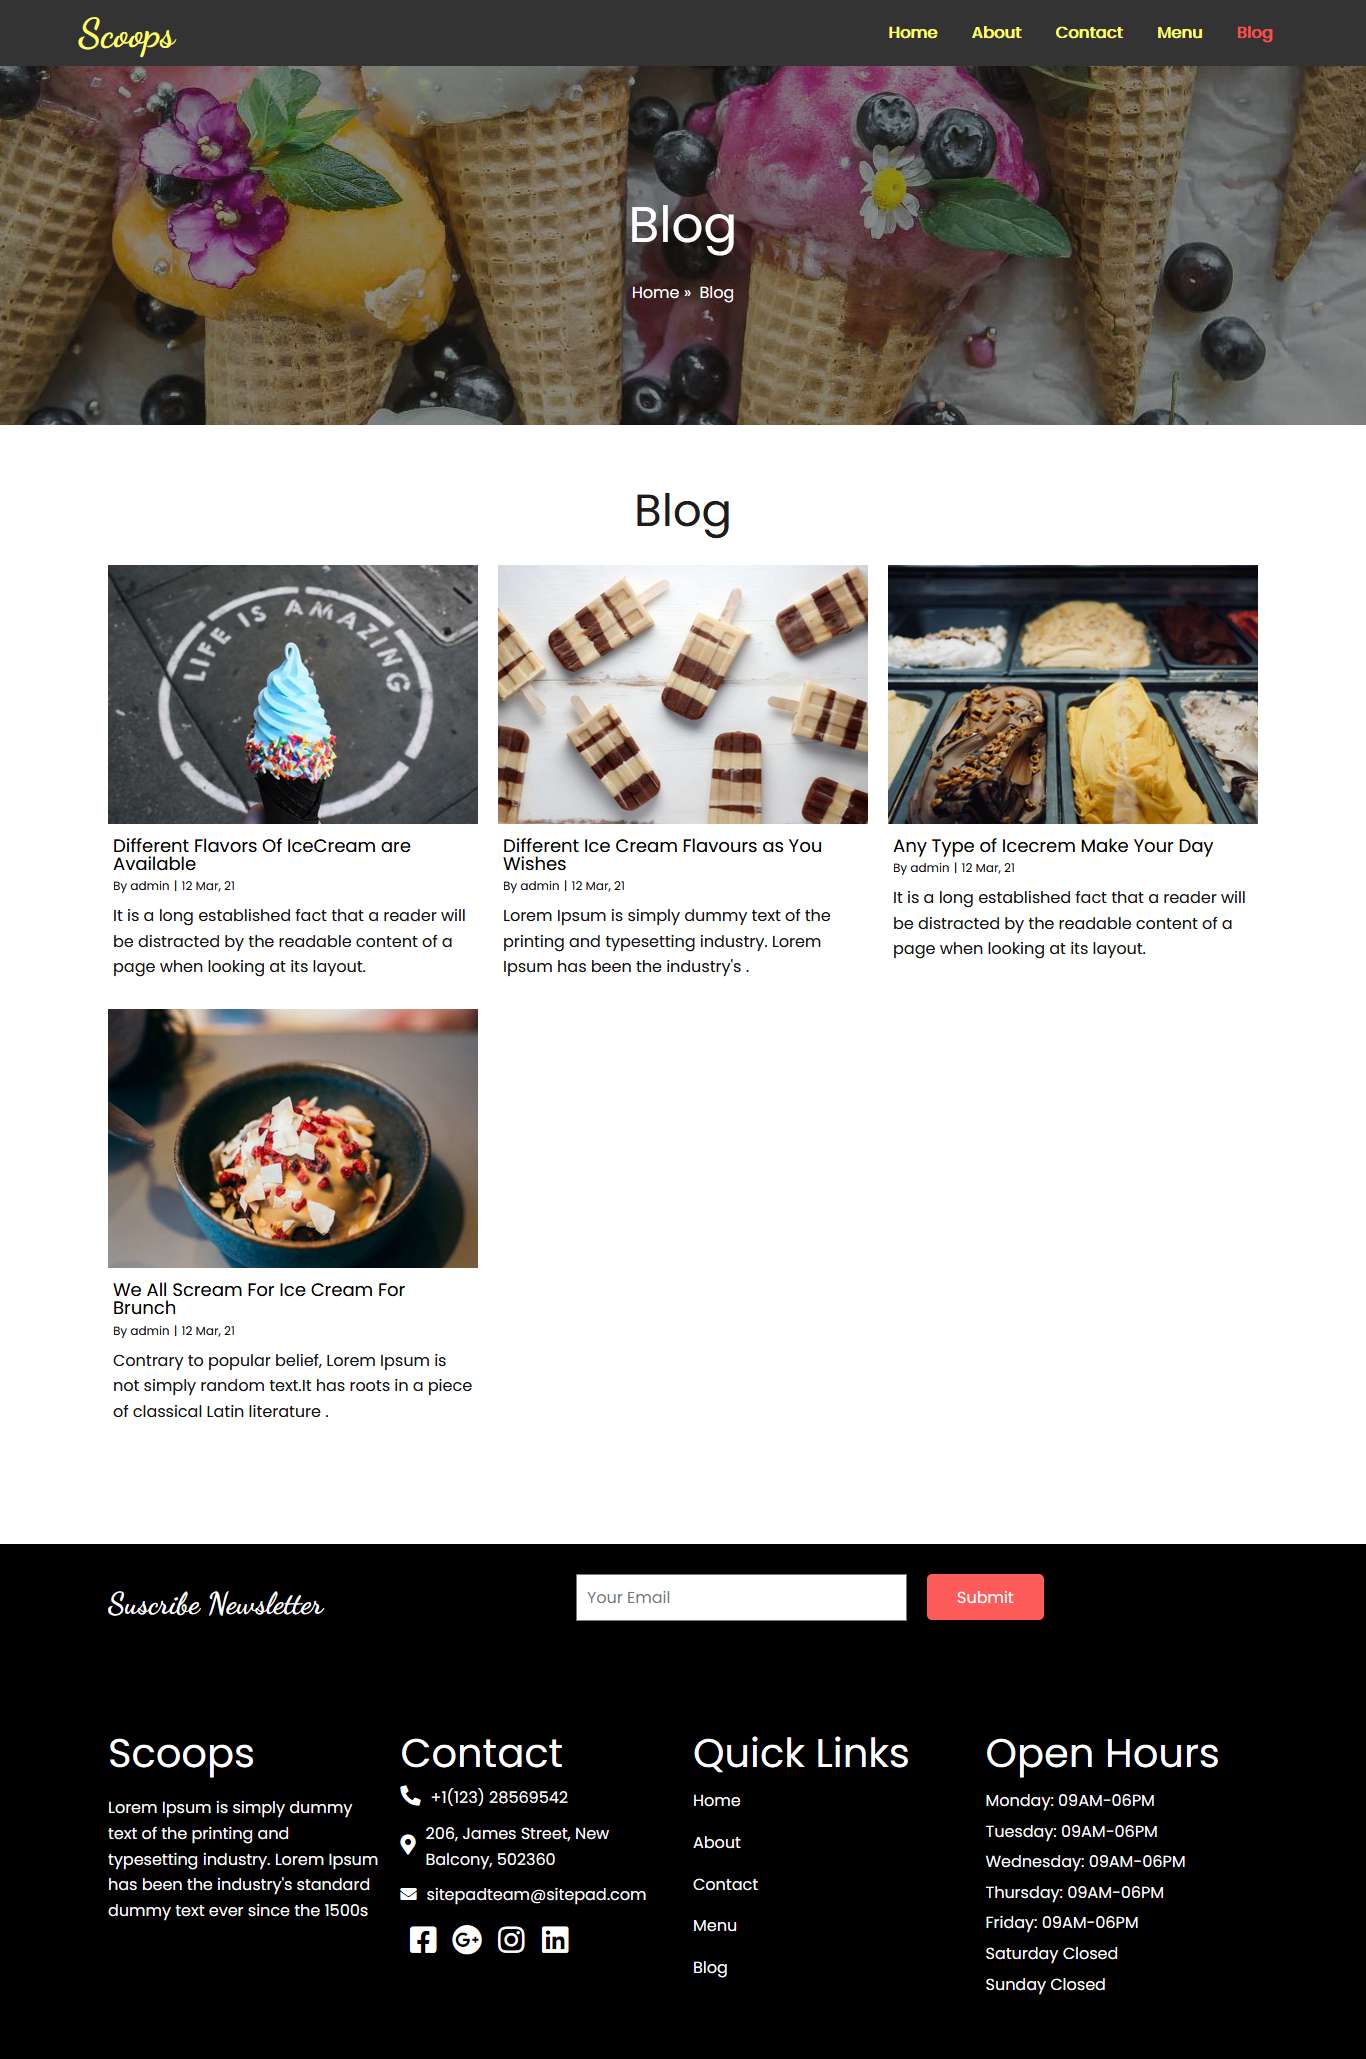 Scoops
Home About Contact Menu Blog
Blog
Home » Blog
Blog
LIFE IS AMAZING
Different Flavors Of IceCream are
Available
By admin | 12 Mar, 21
It is a long established fact that a reader will
be distracted by the readable content of a
page when looking at its layout.
Different Ice Cream Flavours as You
Wishes
By admin | 12 Mar, 21
Lorem Ipsum is simply dummy text of the
printing and typesetting industry. Lorem
Ipsum has been the industry's .
Any Type of Icecrem Make Your Day
By admin | 12 Mar, 21
It is a long established fact that a reader will
be distracted by the readable content of a
page when looking at its layout.
We All Scream For Ice Cream For
Brunch
By admin | 12 Mar, 21
Contrary to popular belief, Lorem Ipsum is
not simply random text.It has roots in a piece
of classical Latin literature .
Suscribe Newsletter
Your Email
Submit
Scoops
Lorem Ipsum is simply dummy
text of the printing and
typesetting industry. Lorem Ipsum
has been the industry's standard
dummy text ever since the 1500s
Contact
+1(123) 28569542
206, James Street, New
Balcony, 502360
sitepadteam@sitepad.com
Quick Links
Home
About
Contact
Menu
Blog
Open Hours
Monday: 09AM-06PM
Tuesday: 09AM-06PM
Wednesday: 09AM-06PM
Thursday: 09AM-06PM
Friday: 09AM-06PM
Saturday Closed
Sunday Closed